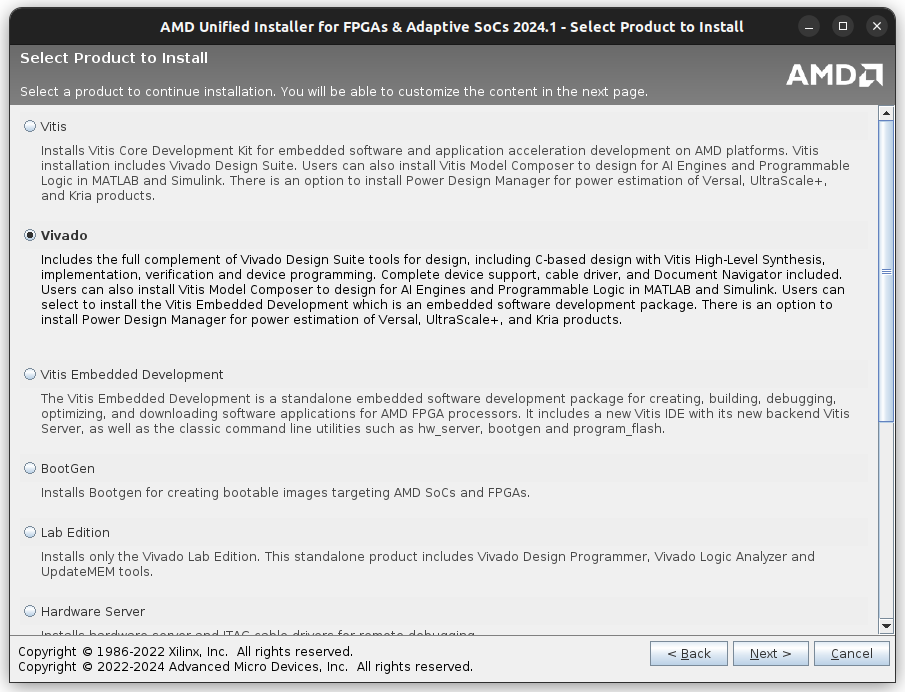 AMD Unified Installer for FPGAs & Adaptive SoCs 2024.1 - Select Product to Install
Select Product to Install
AMD
Select a product to continue installation. You will be able to customize the content in the next page.
Vitis
Installs Vitis Core Development Kit for embedded software and application acceleration development on AMD platforms. Vitis
installation includes Vivado Design Suite. Users can also install Vitis Model Composer to design for AI Engines and Programmable
Logic in MATLAB and Simulink. There is an option to install Power Design Manager for power estimation of Versal, UltraScale+,
and Kria products.
Vivado
Includes the full complement of Vivado Design Suite tools for design, including C-based design with Vitis High-Level Synthesis,
implementation, verification and device programming. Complete device support, cable driver, and Document Navigator included.
Users can also install Vitis Model Composer to design for AI Engines and Programmable Logic in MATLAB and Simulink. Users can
select to install the Vitis Embedded Development which is an embedded software development package. There is an option to
install Power Design Manager for power estimation of Versal, UltraScale+, and Kria products.
Vitis Embedded Development
The Vitis Embedded Development is a standalone embedded software development package for creating, building, debugging,
optimizing, and downloading software applications for AMD FPGA processors. It includes a new Vitis IDE with its new backend Vitis
Server, as well as the classic command line utilities such as hw_server, bootgen and program_flash.
BootGen
Installs Bootgen for creating bootable images targeting AMD SoCs and FPGAs.
Lab Edition
Installs only the Vivado Lab Edition. This standalone product includes Vivado Design Programmer, Vivado Logic Analyzer and
UpdateMEM tools.
Hardware Server
Installs hardware server and JTAG cable drivers for remote debugging.
Copyright © 1986-2022 Xilinx, Inc.  All rights reserved.
Copyright © 2022-2024 Advanced Micro Devices, Inc.  All rights reserved.
< Back
Next >
Cancel